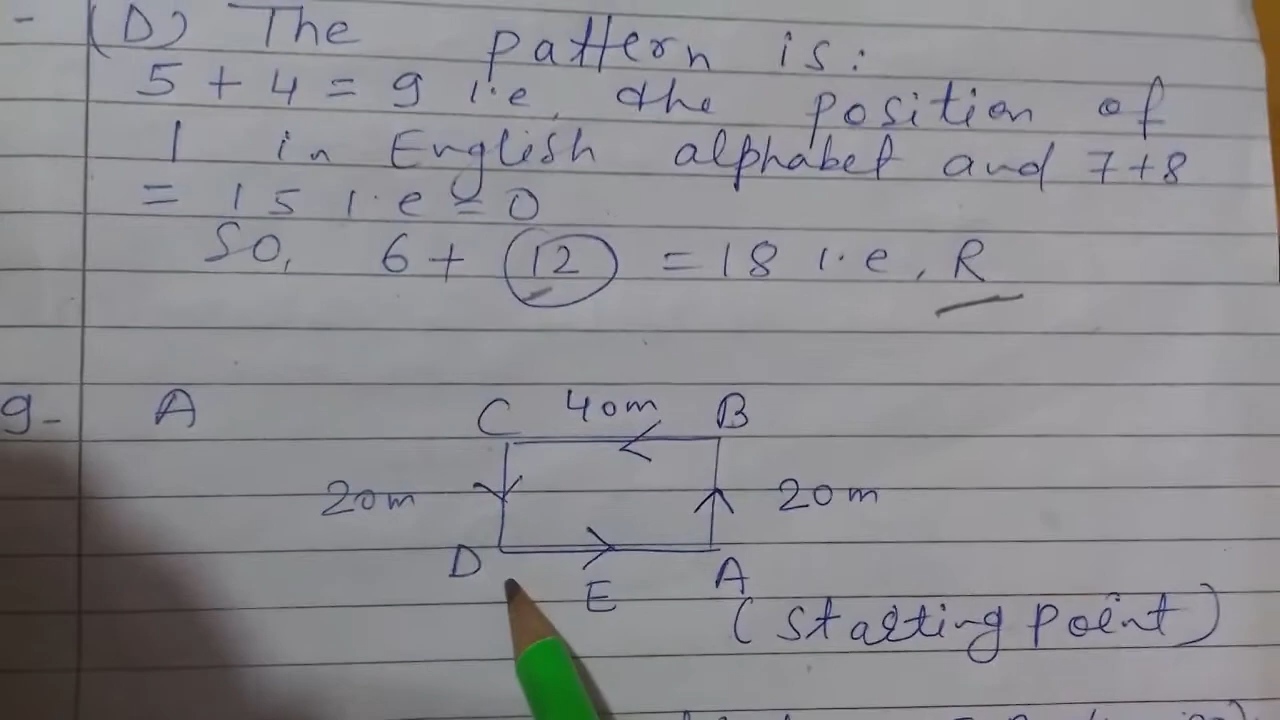 - (D) The pattern is:
5 + 4 = 9 i.e, the position of
I in English alphabet and 7+8
= 15 i.e = O
So, 6 + 12 = 18 i.e, R
9- A
C 40m B
20m 20m
D E A
(Starting point)